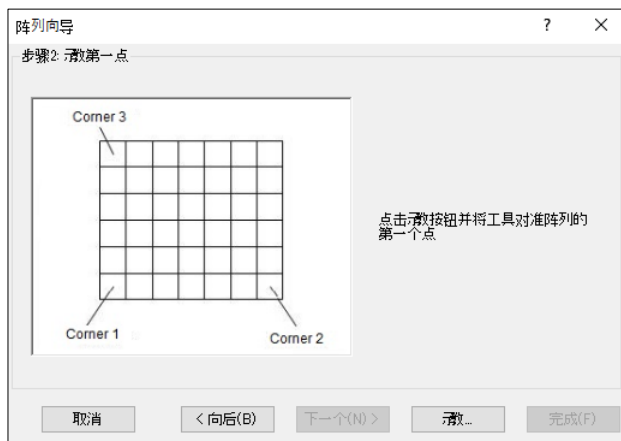 阵列向导 ? ×
步骤2: 示教第一点
Corner 3
点击示教按钮并将工具对准阵列的
第一个点
Corner 1
Corner 2
取消 < 向后(B) 下一个(N) > 示教... 完成(F)